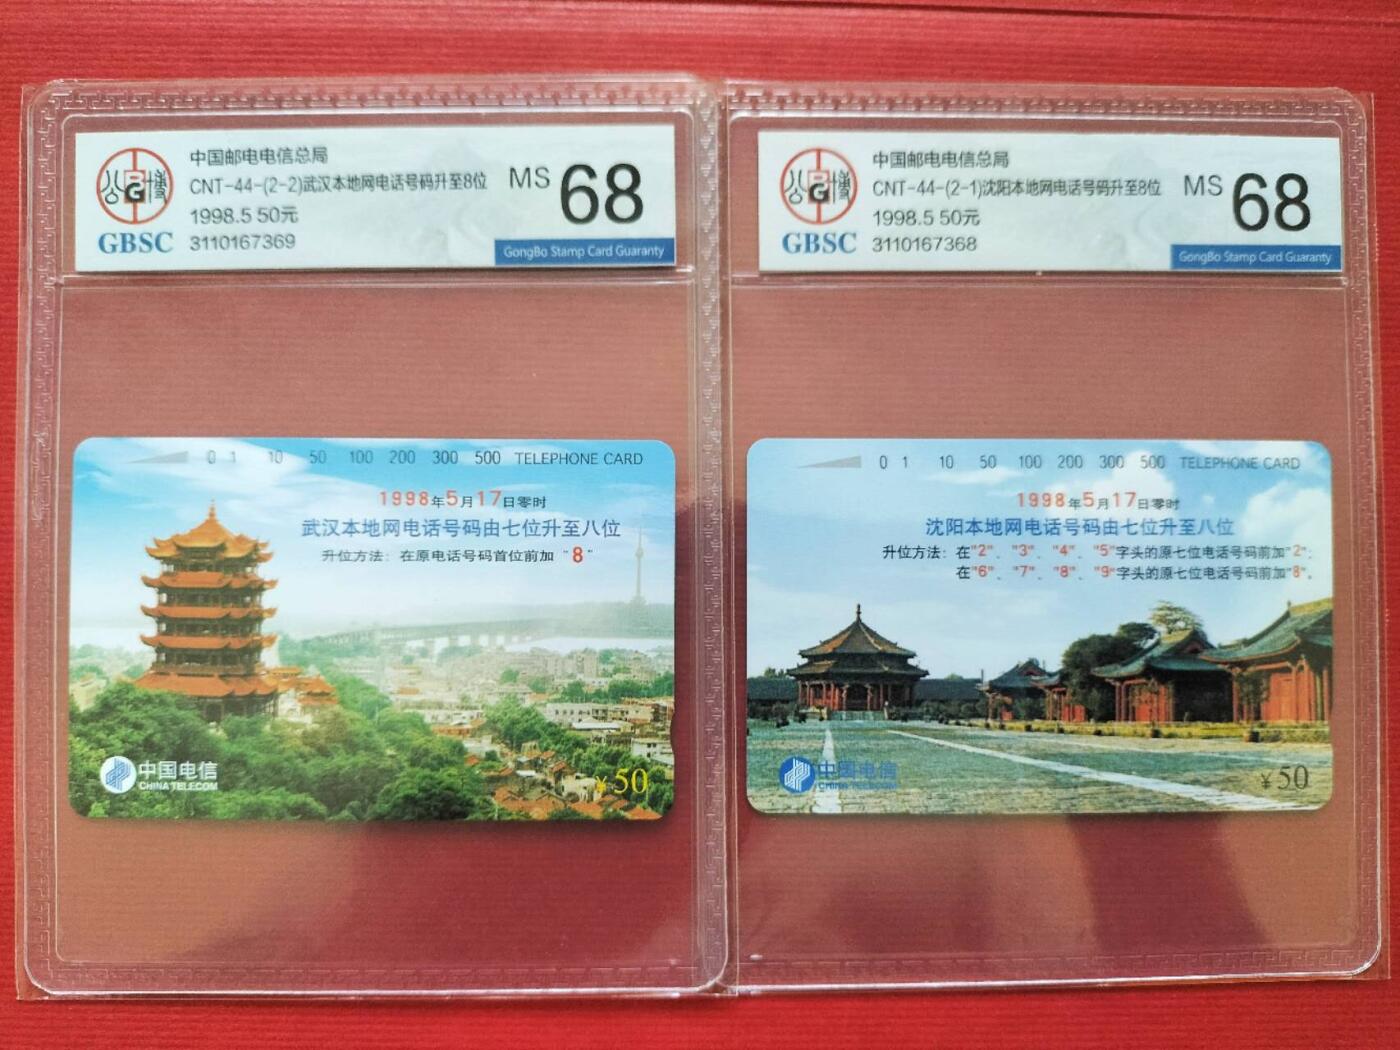 中国邮电电信总局
CNT-44-(2-2)武汉本地网电话号码升至8位
1998.5 50元
3110167369
MS 68
公博
BG
GBSC
GongBo Stamp Card Guaranty
0 1 10 50 100 200 300 500 TELEPHONE CARD
1998年5月17日零时
武汉本地网电话号码由七位升至八位
升位方法：在原电话号码首位前加 "8"
中国电信
CHINA TELECOM
¥50
中国邮电电信总局
CNT-44-(2-1)沈阳本地网电话号码升至8位
1998.5 50元
3110167368
MS 68
公博
BG
GBSC
GongBo Stamp Card Guaranty
0 1 10 50 100 200 300 500 TELEPHONE CARD
1998年5月17日零时
沈阳本地网电话号码由七位升至八位
升位方法：在"2"、"3"、"4"、"5"字头的原七位电话号码前加"2"；
在"6"、"7"、"8"、"9"字头的原七位电话号码前加"8"。
中国电信
CHINA TELECOM
¥50